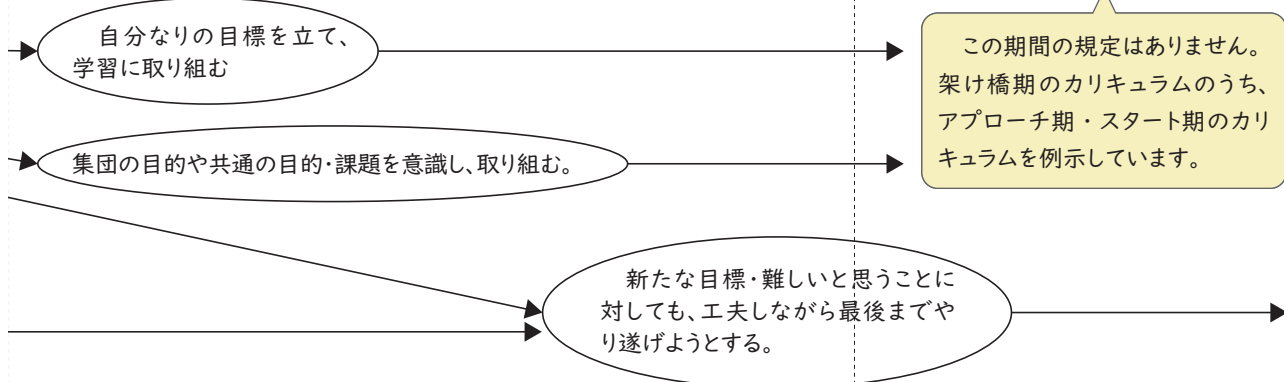 自分なりの目標を立て、
学習に取り組む
この期間の規定はありません。
架け橋期のカリキュラムのうち、
アプローチ期・スタート期のカリ
キュラムを例示しています。
集団の目的や共通の目的・課題を意識し、取り組む。
新たな目標・難しいと思うことに
対しても、工夫しながら最後までや
り遂げようとする。